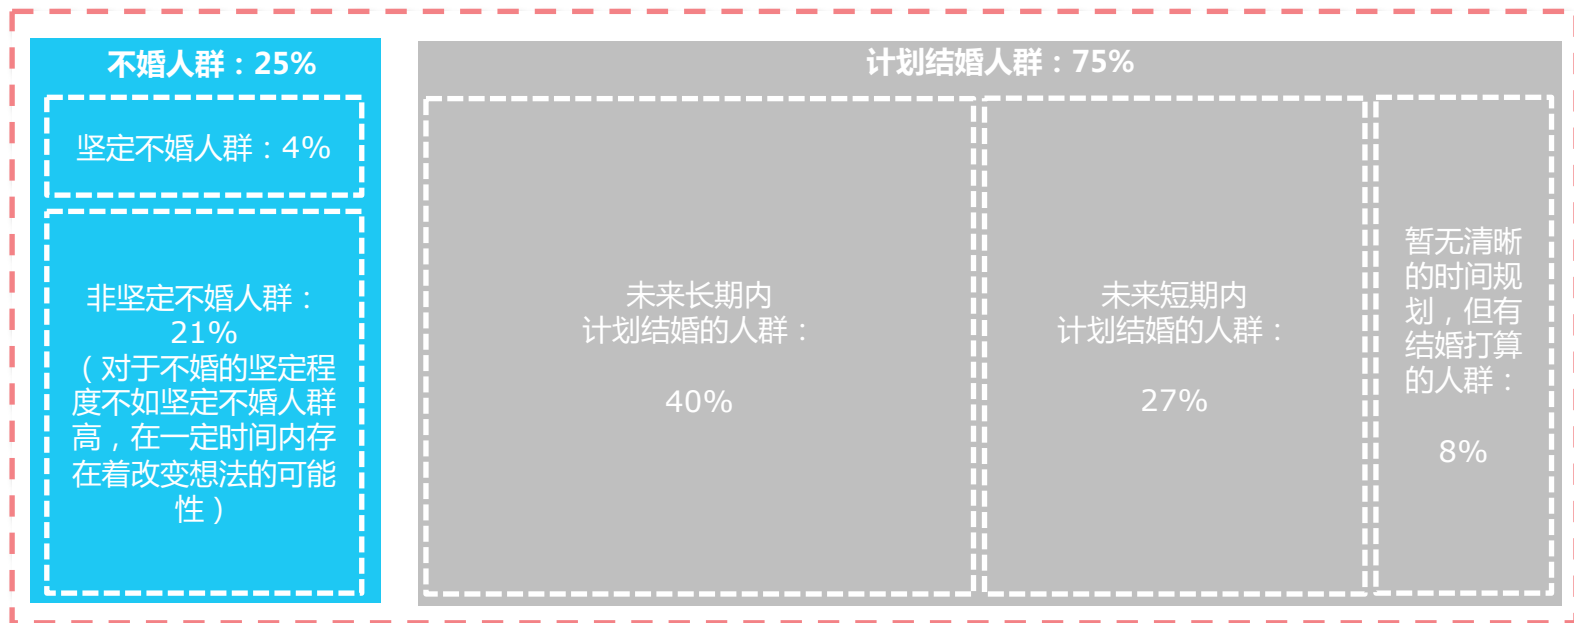 不婚人群：25%
坚定不婚人群：4%
非坚定不婚人群：
21%
（对于不婚的坚定程
度不如坚定不婚人群
高，在一定时间内存
在着改变想法的可能
性）
计划结婚人群：75%
未来长期内
计划结婚的人群：
40%
未来短期内
计划结婚的人群：
27%
暂无清晰
的时间规
划，但有
结婚打算
的人群：
8%